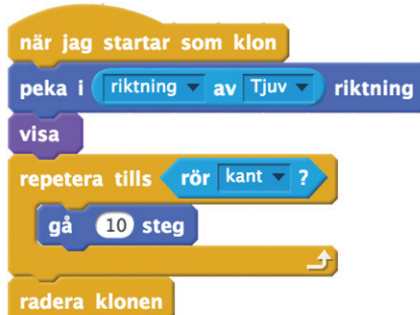 när jag startar som klon
peka i riktning av Tjuv riktning
visa
repetera tills rör kant ?
gå 10 steg
radera klonen